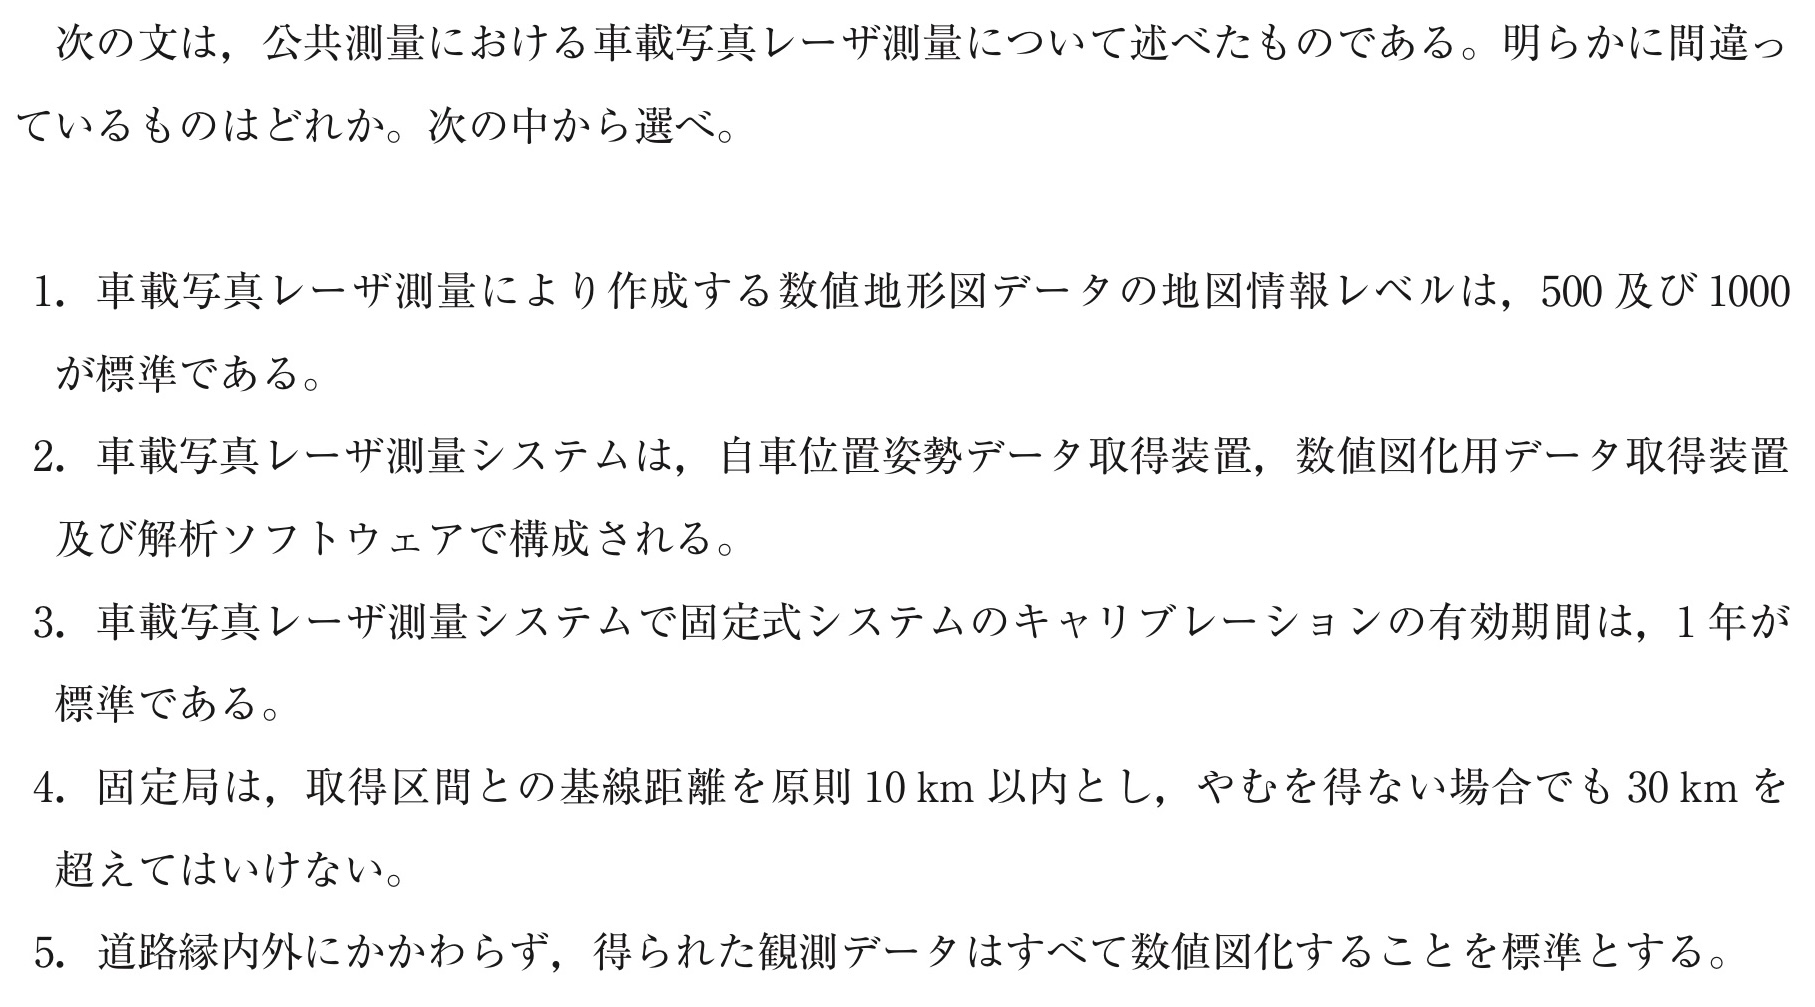 次の文は，公共測量における車載写真レーザ測量について述べたものである。明らかに間違っ
ているものはどれか。次の中から選べ。
1．車載写真レーザ測量により作成する数値地形図データの地図情報レベルは，500 及び 1000
が標準である。
2．車載写真レーザ測量システムは，自車位置姿勢データ取得装置，数値図化用データ取得装置
及び解析ソフトウェアで構成される。
3．車載写真レーザ測量システムで固定式システムのキャリブレーションの有効期間は，1 年が
標準である。
4．固定局は，取得区間との基線距離を原則 10 km 以内とし，やむを得ない場合でも 30 km を
超えてはいけない。
5．道路縁内外にかかわらず，得られた観測データはすべて数値図化することを標準とする。